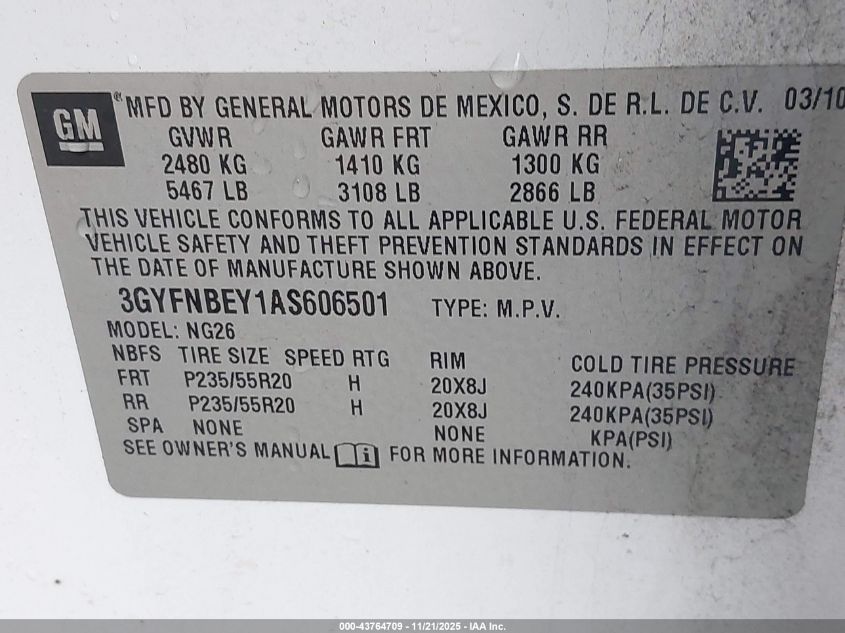 GM
® MFD BY GENERAL MOTORS DE MEXICO, S. DE R.L. DE C.V. 03/10
GVWR GAWR FRT GAWR RR
2480 KG 1410 KG 1300 KG
5467 LB 3108 LB 2866 LB
THIS VEHICLE CONFORMS TO ALL APPLICABLE U.S. FEDERAL MOTOR
VEHICLE SAFETY AND THEFT PREVENTION STANDARDS IN EFFECT ON
THE DATE OF MANUFACTURE SHOWN ABOVE.
3GYFNBEY1AS606501 TYPE: M.P.V.
MODEL: NG26
NBFS TIRE SIZE SPEED RTG RIM COLD TIRE PRESSURE
FRT P235/55R20 H 20X8J 240KPA(35PSI)
RR P235/55R20 H 20X8J 240KPA(35PSI)
SPA NONE NONE KPA(PSI)
SEE OWNER'S MANUAL i FOR MORE INFORMATION.
000-43764709 - 11/21/2025 - IAA Inc.